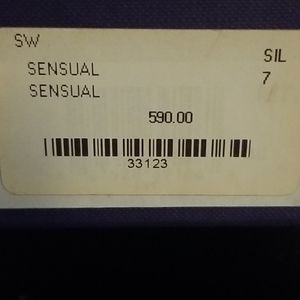 SW
SIL
SENSUAL
7
SENSUAL
590.00
33123